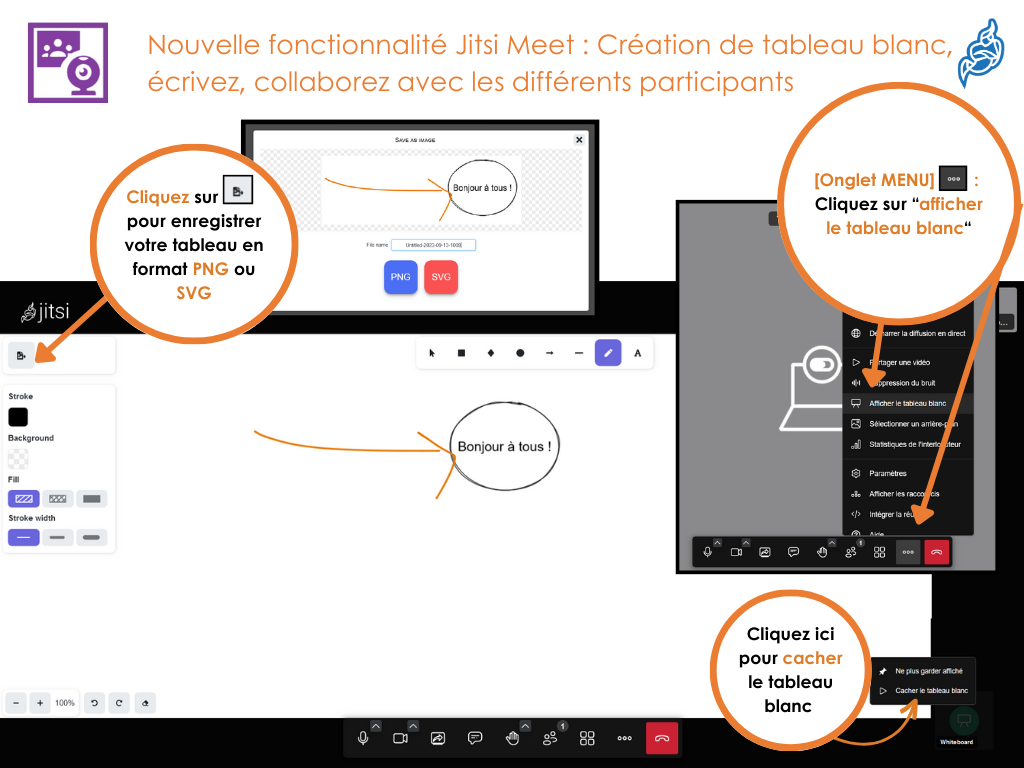 Nouvelle fonctionnalité Jitsi Meet : Création de tableau blanc,
écrivez, collaborez avec les différents participants
SAVE AS IMAGE
Bonjour à tous !
File name
Untitled-2023-09-13-1008
PNG
SVG
Cliquez sur
pour enregistrer
votre tableau en
format PNG ou
SVG
[Onglet MENU] :
Cliquez sur “afficher
le tableau blanc“
jitsi
Stroke
Background
Fill
Stroke width
A
Bonjour à tous !
Démarrer la diffusion en direct
Partager une vidéo
Suppression du bruit
Afficher le tableau blanc
Sélectionner un arrière-plan
Statistiques de l'interlocuteur
Paramètres
Afficher les raccourcis
Intégrer la
Aide
1
Cliquez ici
pour cacher
le tableau
blanc
Ne plus garder affiché
Cacher le tableau blanc
Whiteboard
100%
1